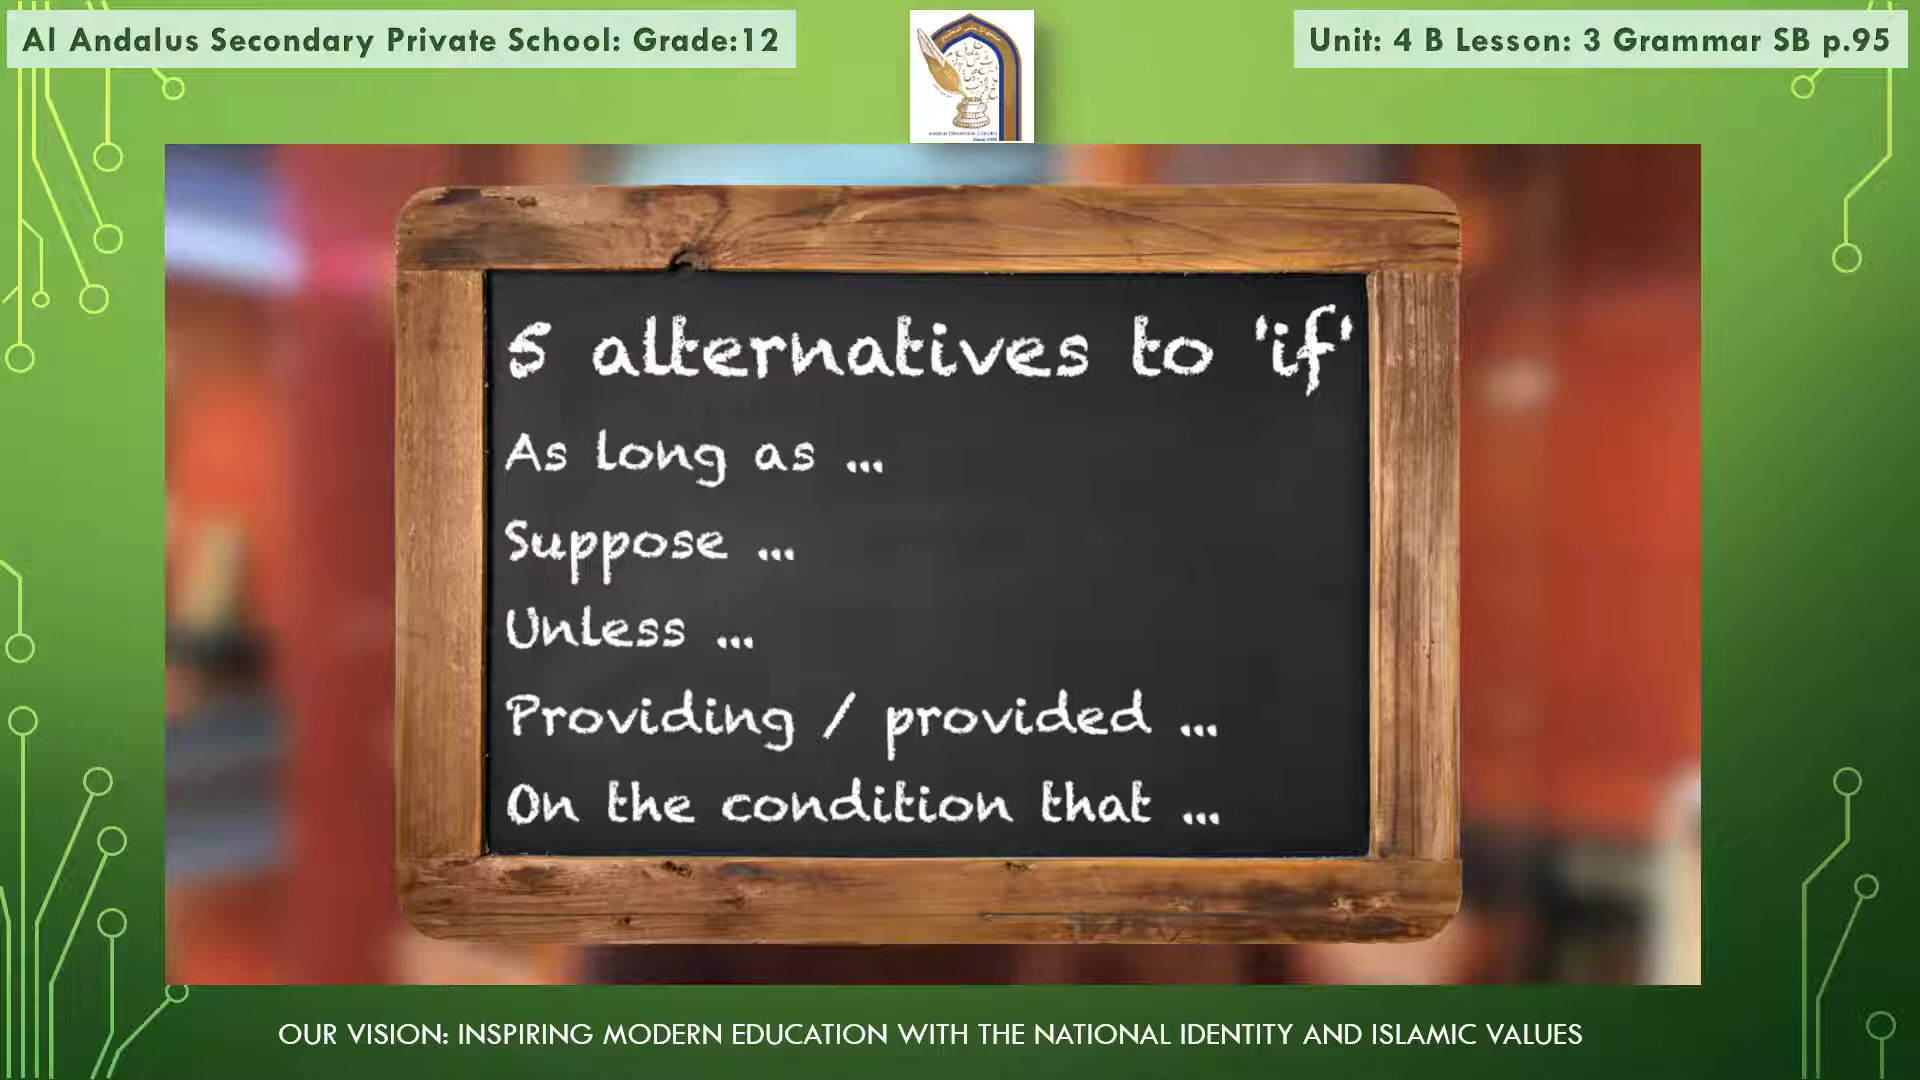 Al Andalus Secondary Private School: Grade:12
Unit: 4 B Lesson: 3 Grammar SB p.95
5 alternatives to 'if'
As long as ...
Suppose ...
Unless ...
Providing / provided ...
On the condition that ...
OUR VISION: INSPIRING MODERN EDUCATION WITH THE NATIONAL IDENTITY AND ISLAMIC VALUES